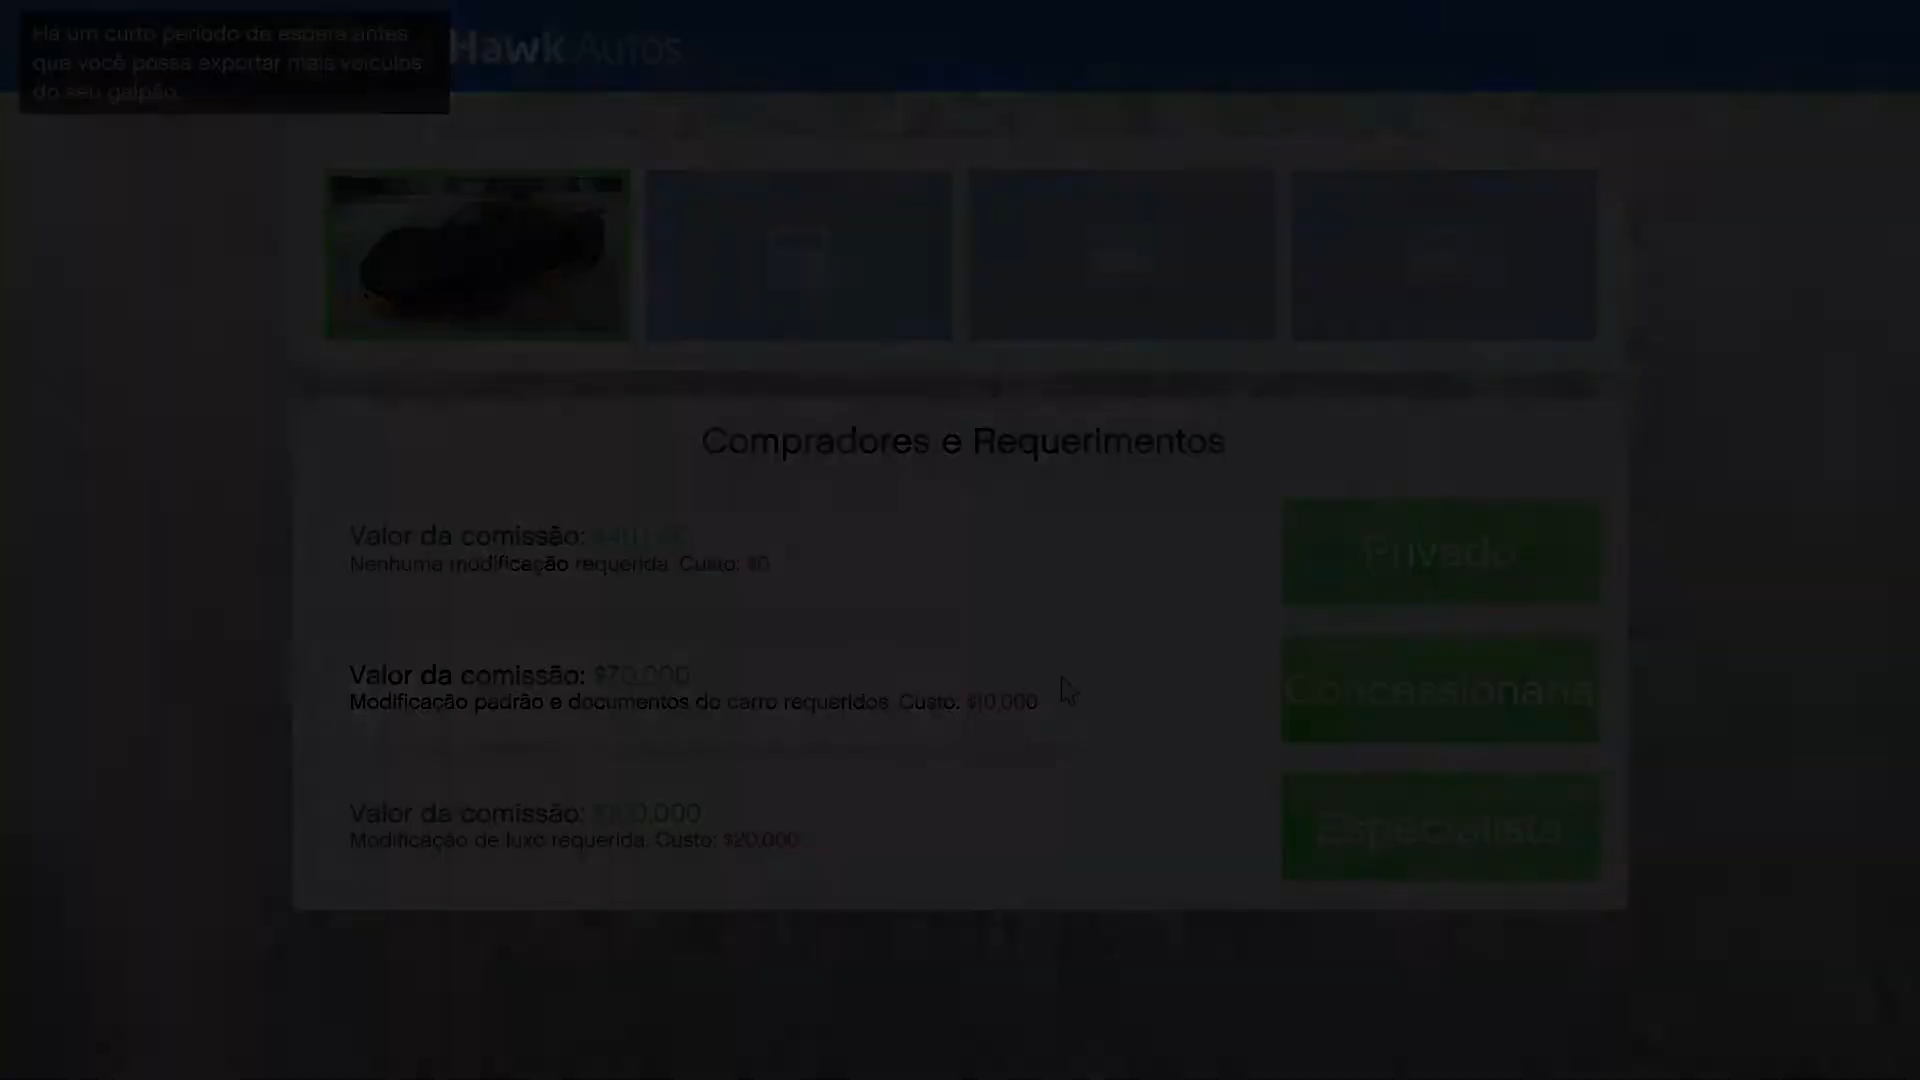 Há um curto período de espera antes
que você possa exportar mais veículos
do seu galpão.
Hawk Autos
Compradores e Requerimentos
Valor da comissão:
Nenhuma modificação requerida. Custo: $0
Privado
Valor da comissão: $70,000
Modificação padrão e documentos do carro requeridos. Custo: $10,000
Concessionária
Valor da comissão:
Modificação de luxo requerida. Custo: $20,000
Especialista